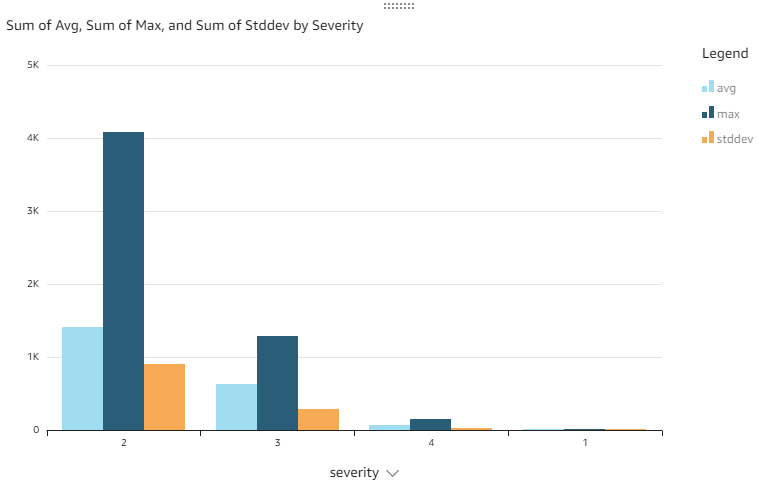 Sum of Avg, Sum of Max, and Sum of Stddev by Severity
Legend
avg
max
stddev
5K
4K
3K
2K
1K
0
2 3 4 1
severity